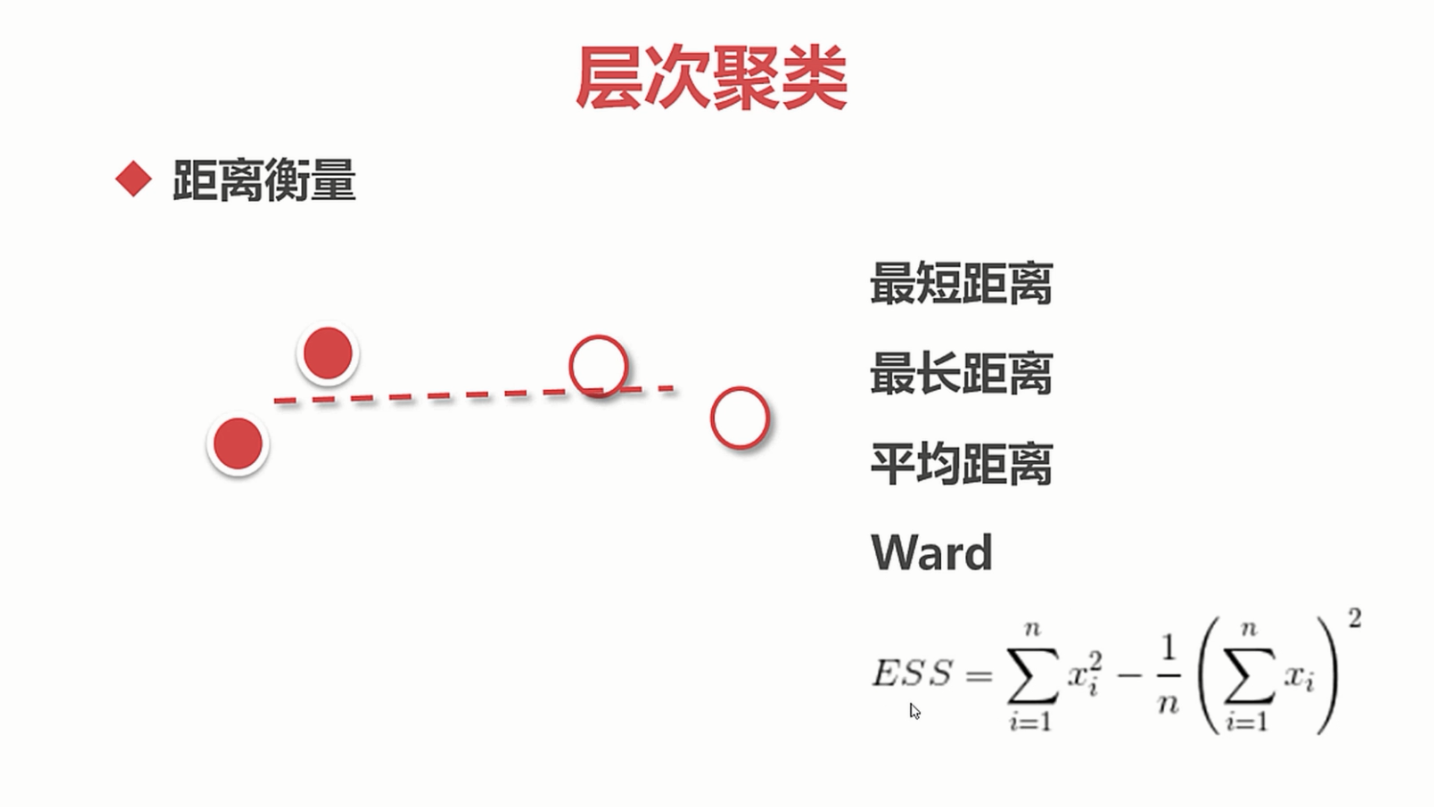 层次聚类
距离衡量
最短距离
最长距离
平均距离
Ward
$ESS = \sum_{i=1}^{n} x_i^2 - \frac{1}{n} \left( \sum_{i=1}^{n} x_i \right)^2$